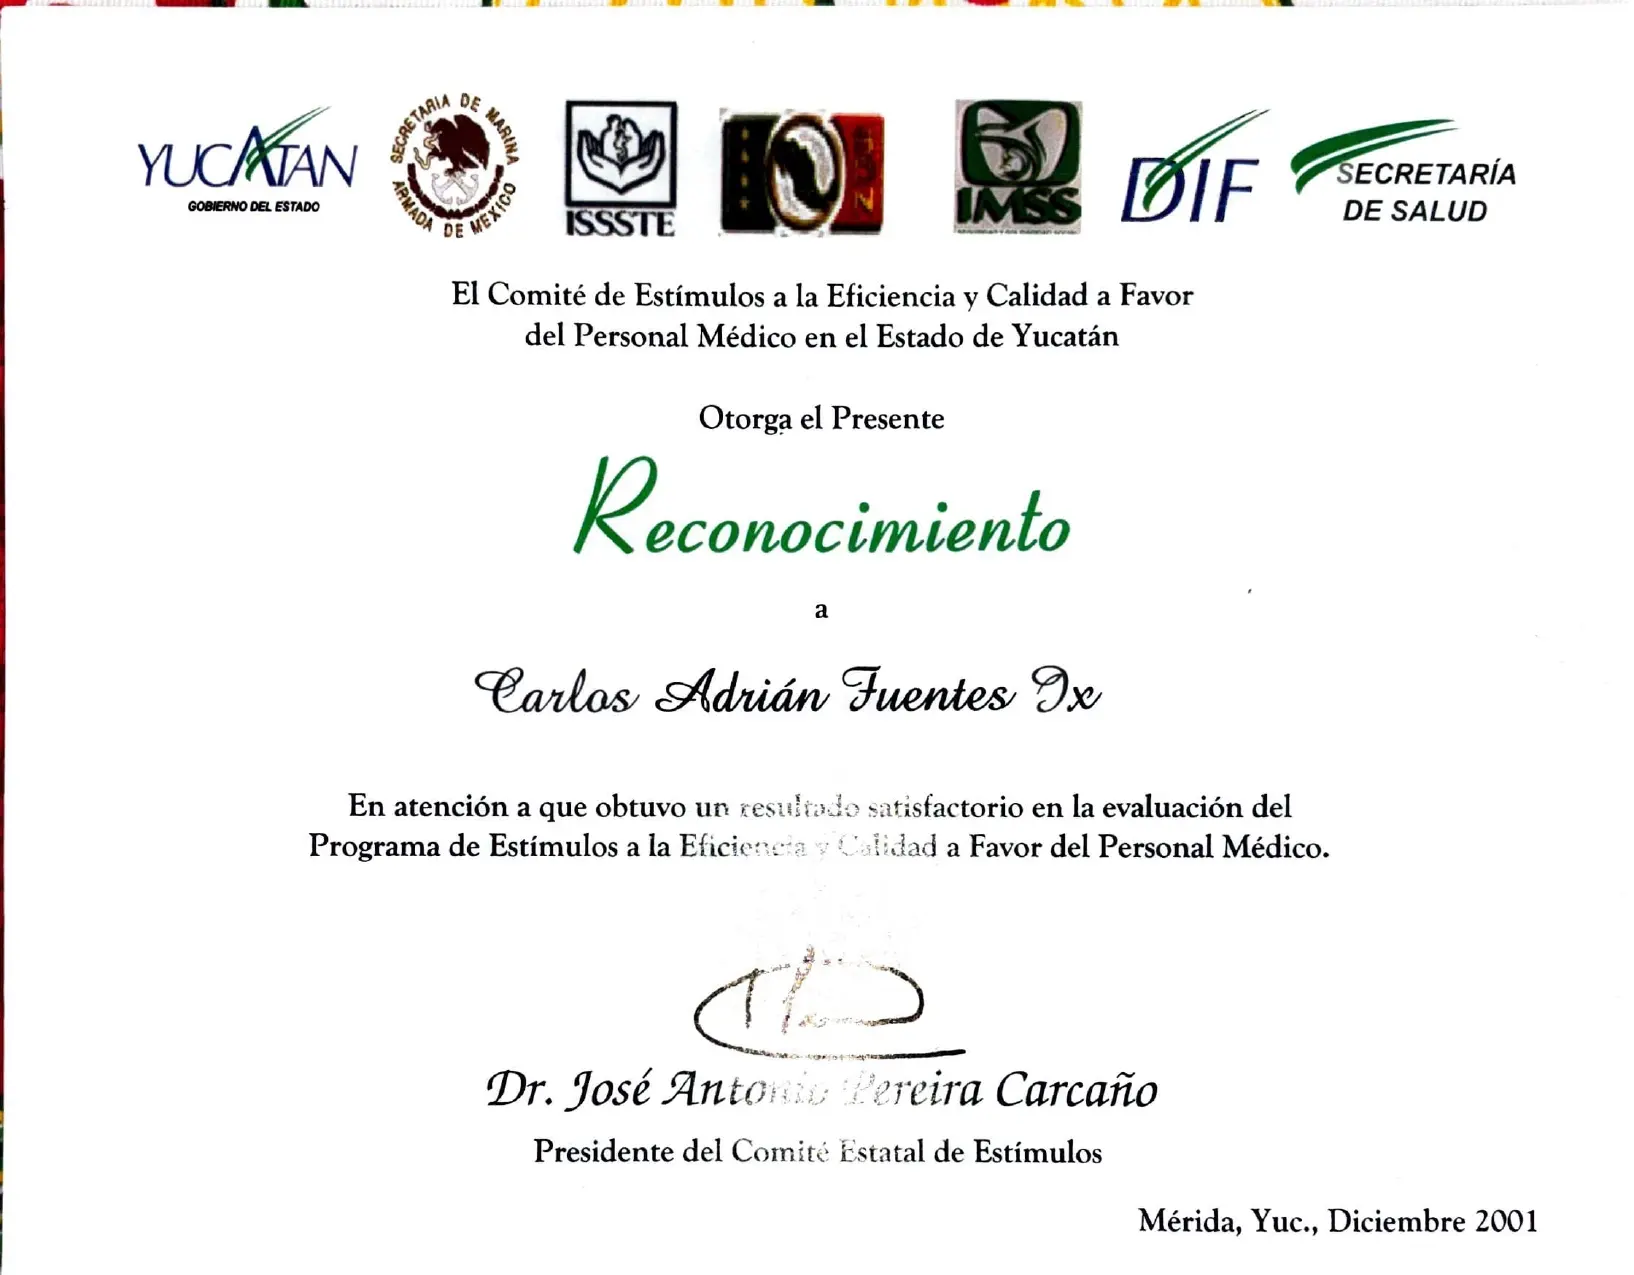 YUCATAN
GOBIERNO DEL ESTADO
SECRETARIA DE MARINA
ARMADA DE MEXICO
ISSSTE
IMSS
DIF
SECRETARÍA
DE SALUD
El Comité de Estímulos a la Eficiencia y Calidad a Favor
del Personal Médico en el Estado de Yucatán
Otorga el Presente
Reconocimiento
a
Carlos Adrián Fuentes Ix
En atención a que obtuvo un resultado satisfactorio en la evaluación del
Programa de Estímulos a la Eficiencia y Calidad a Favor del Personal Médico.
Dr. José Antonio Pereira Carcaño
Presidente del Comité Estatal de Estímulos
Mérida, Yuc., Diciembre 2001